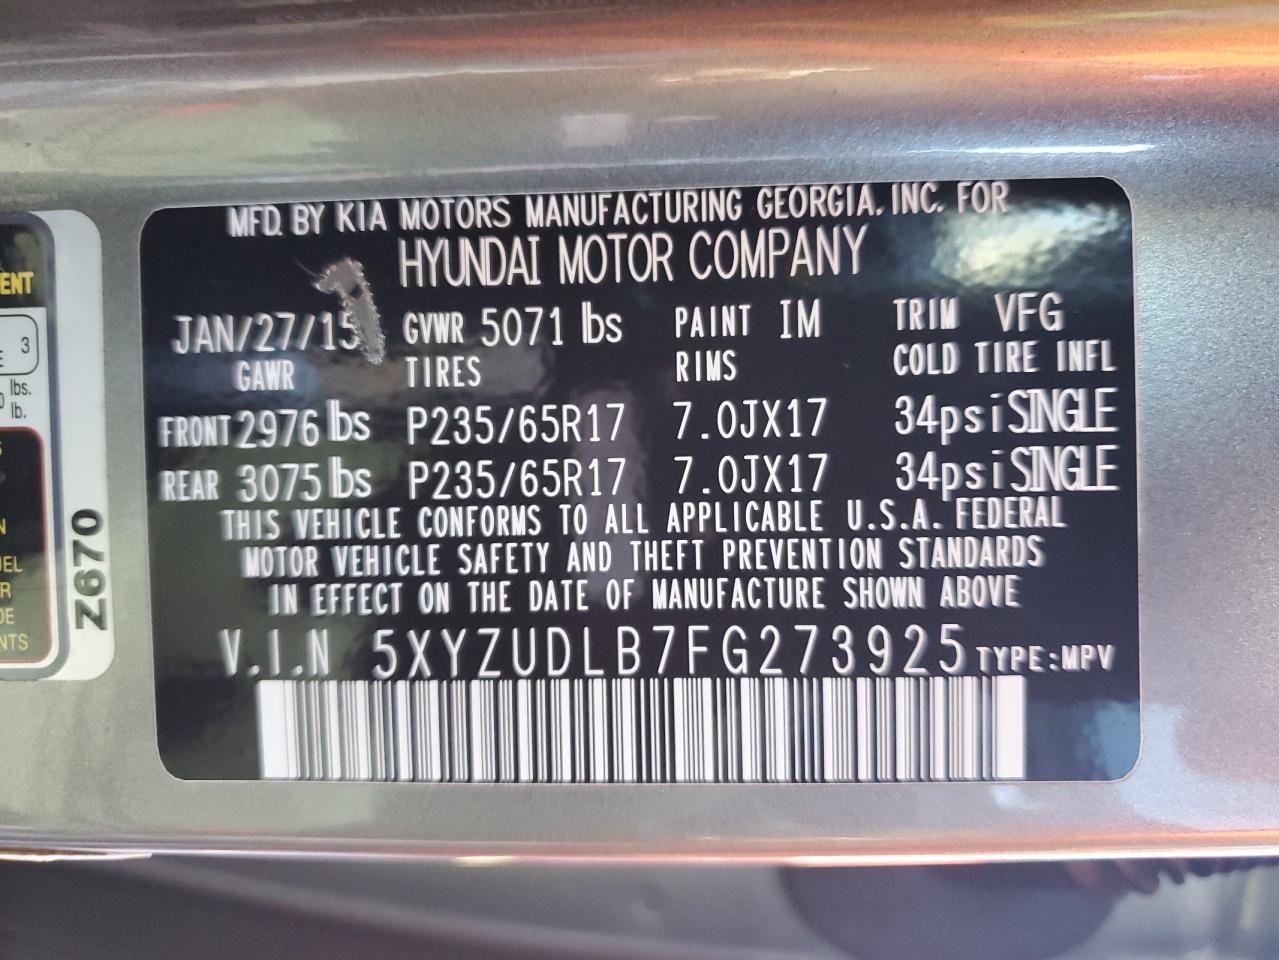 MFD. BY KIA MOTORS MANUFACTURING GEORGIA, INC. FOR
HYUNDAI MOTOR COMPANY
JAN/27/15 GVWR 5071 lbs PAINT IM TRIM VFG
GAWR TIRES RIMS COLD TIRE INFL
FRONT 2976 lbs P235/65R17 7.0JX17 34psi SINGLE
REAR 3075 lbs P235/65R17 7.0JX17 34psi SINGLE
THIS VEHICLE CONFORMS TO ALL APPLICABLE U.S.A. FEDERAL
MOTOR VEHICLE SAFETY AND THEFT PREVENTION STANDARDS
IN EFFECT ON THE DATE OF MANUFACTURE SHOWN ABOVE
V.I.N 5XYZUDLB7FG273925 TYPE:MPV
3
lbs.
lb.
Z670